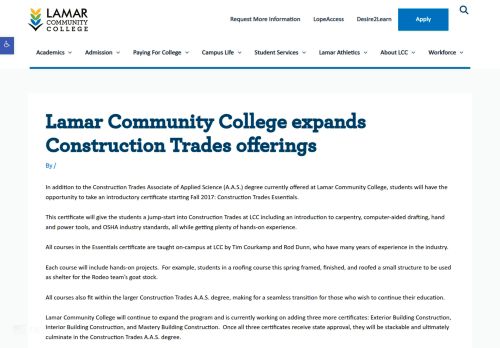 LAMAR
COMMUNITY
COLLEGE
Request More Information LopeAccess Desire2Learn Apply
Academics Admission Paying For College Campus Life Student Services Lamar Athletics About LCC Workforce
Lamar Community College expands
Construction Trades offerings
By /
In addition to the Construction Trades Associate of Applied Science (A.A.S.) degree currently offered at Lamar Community College, students will have the
opportunity to take an introductory certificate starting Fall 2017: Construction Trades Essentials.
This certificate will give the students a jump-start into Construction Trades at LCC including an introduction to carpentry, computer-aided drafting, hand
and power tools, and OSHA industry standards, all while getting plenty of hands-on experience.
All courses in the Essentials certificate are taught on-campus at LCC by Tim Courkamp and Rod Dunn, who have many years of experience in the industry.
Each course will include hands-on projects. For example, students in a roofing course this spring framed, finished, and roofed a small structure to be used
as shelter for the Rodeo team's goat stock.
All courses also fit within the larger Construction Trades A.A.S. degree, making for a seamless transition for those who wish to continue their education.
Lamar Community College will continue to expand the program and is currently working on adding three more certificates: Exterior Building Construction,
Interior Building Construction, and Mastery Building Construction. Once all three certificates receive state approval, they will be stackable and ultimately
culminate in the Construction Trades A.A.S. degree.